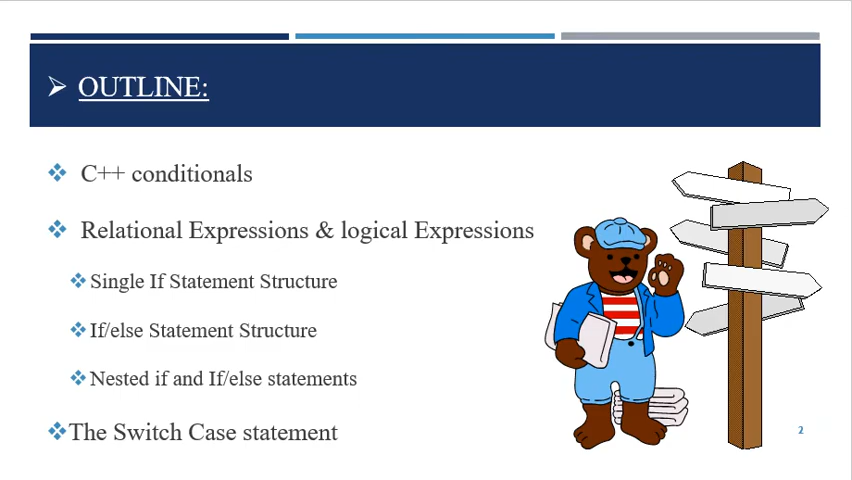 OUTLINE:
C++ conditionals
Relational Expressions & logical Expressions
Single If Statement Structure
If/else Statement Structure
Nested if and If/else statements
The Switch Case statement
2